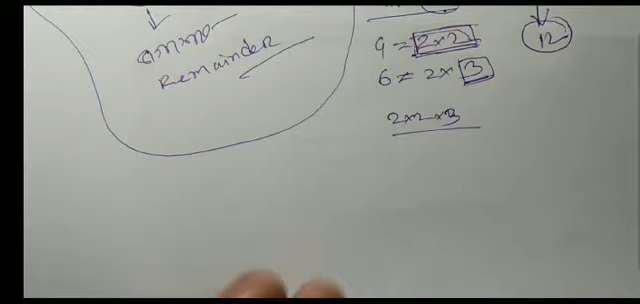 Remainder
4 = 2×2
6 = 2×3
2×2×3
12